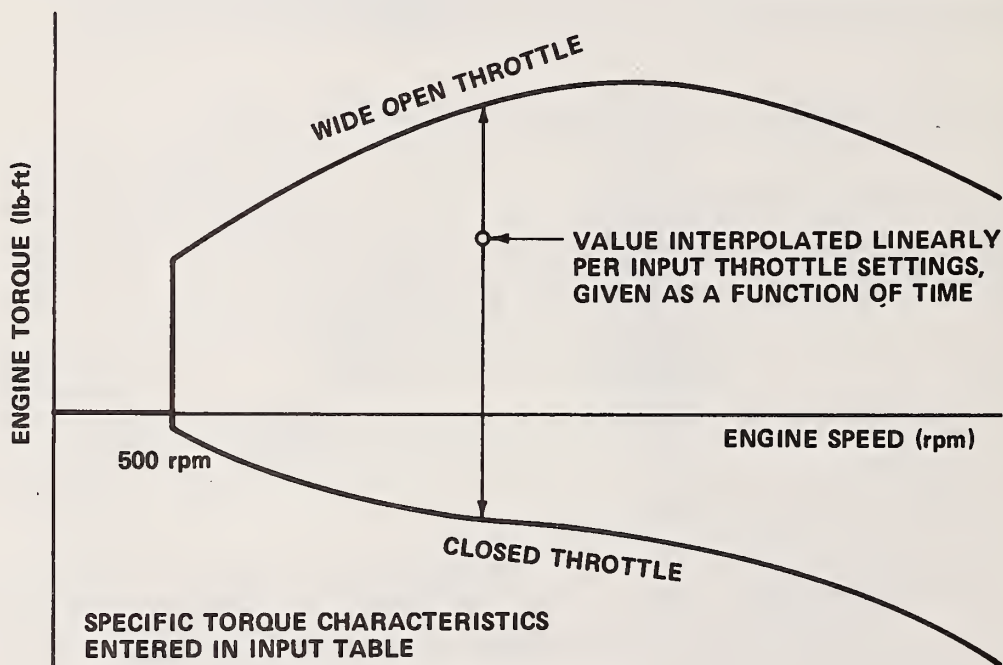 WIDE OPEN THROTTLE
ENGINE TORQUE (lb-ft)
VALUE INTERPOLATED LINEARLY
PER INPUT THROTTLE SETTINGS,
GIVEN AS A FUNCTION OF TIME
ENGINE SPEED (rpm)
500 rpm
CLOSED THROTTLE
SPECIFIC TORQUE CHARACTERISTICS
ENTERED IN INPUT TABLE